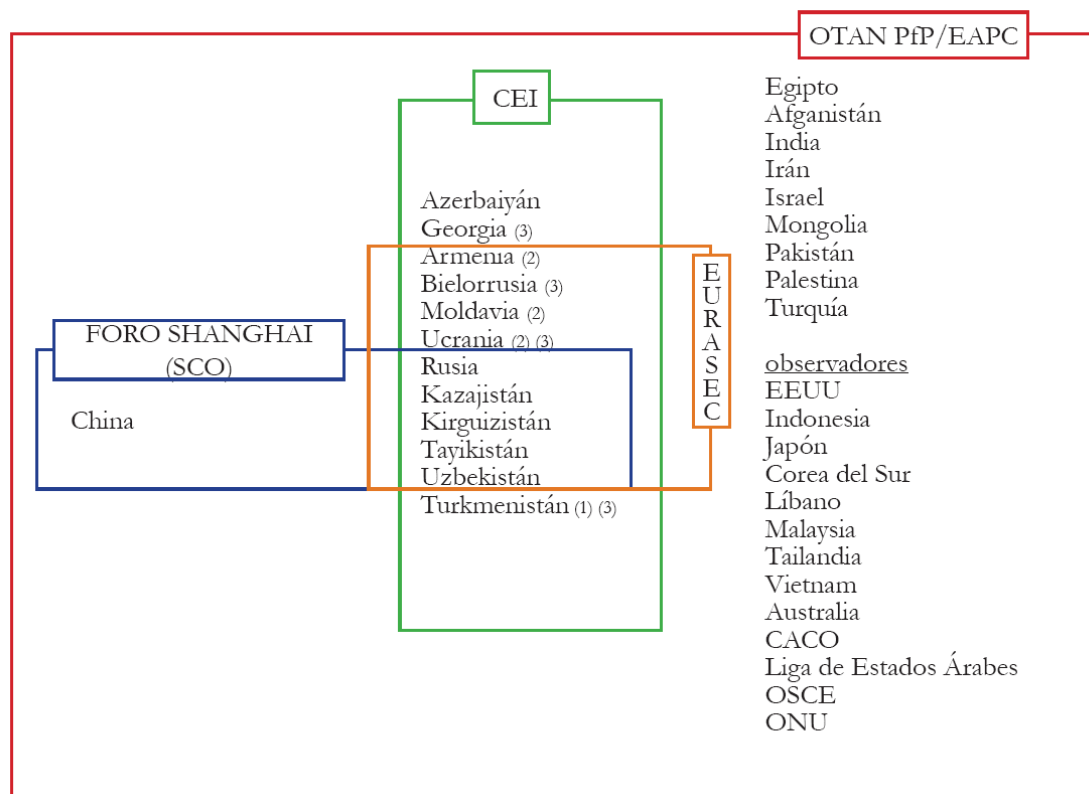 OTAN PfP/EAPC
CEI
Azerbaiyán
Georgia (3)
Armenia (2)
Bielorrusia (3)
Moldavia (2)
Ucrania (2) (3)
Rusia
Kazajistán
Kirguizistán
Tayikistán
Uzbekistán
Turkmenistán (1) (3)
EURASEC
FORO SHANGHAI
(SCO)
China
Egipto
Afganistán
India
Irán
Israel
Mongolia
Pakistán
Palestina
Turquía
observadores
EEUU
Indonesia
Japón
Corea del Sur
Líbano
Malaysia
Tailandia
Vietnam
Australia
CACO
Liga de Estados Árabes
OSCE
ONU